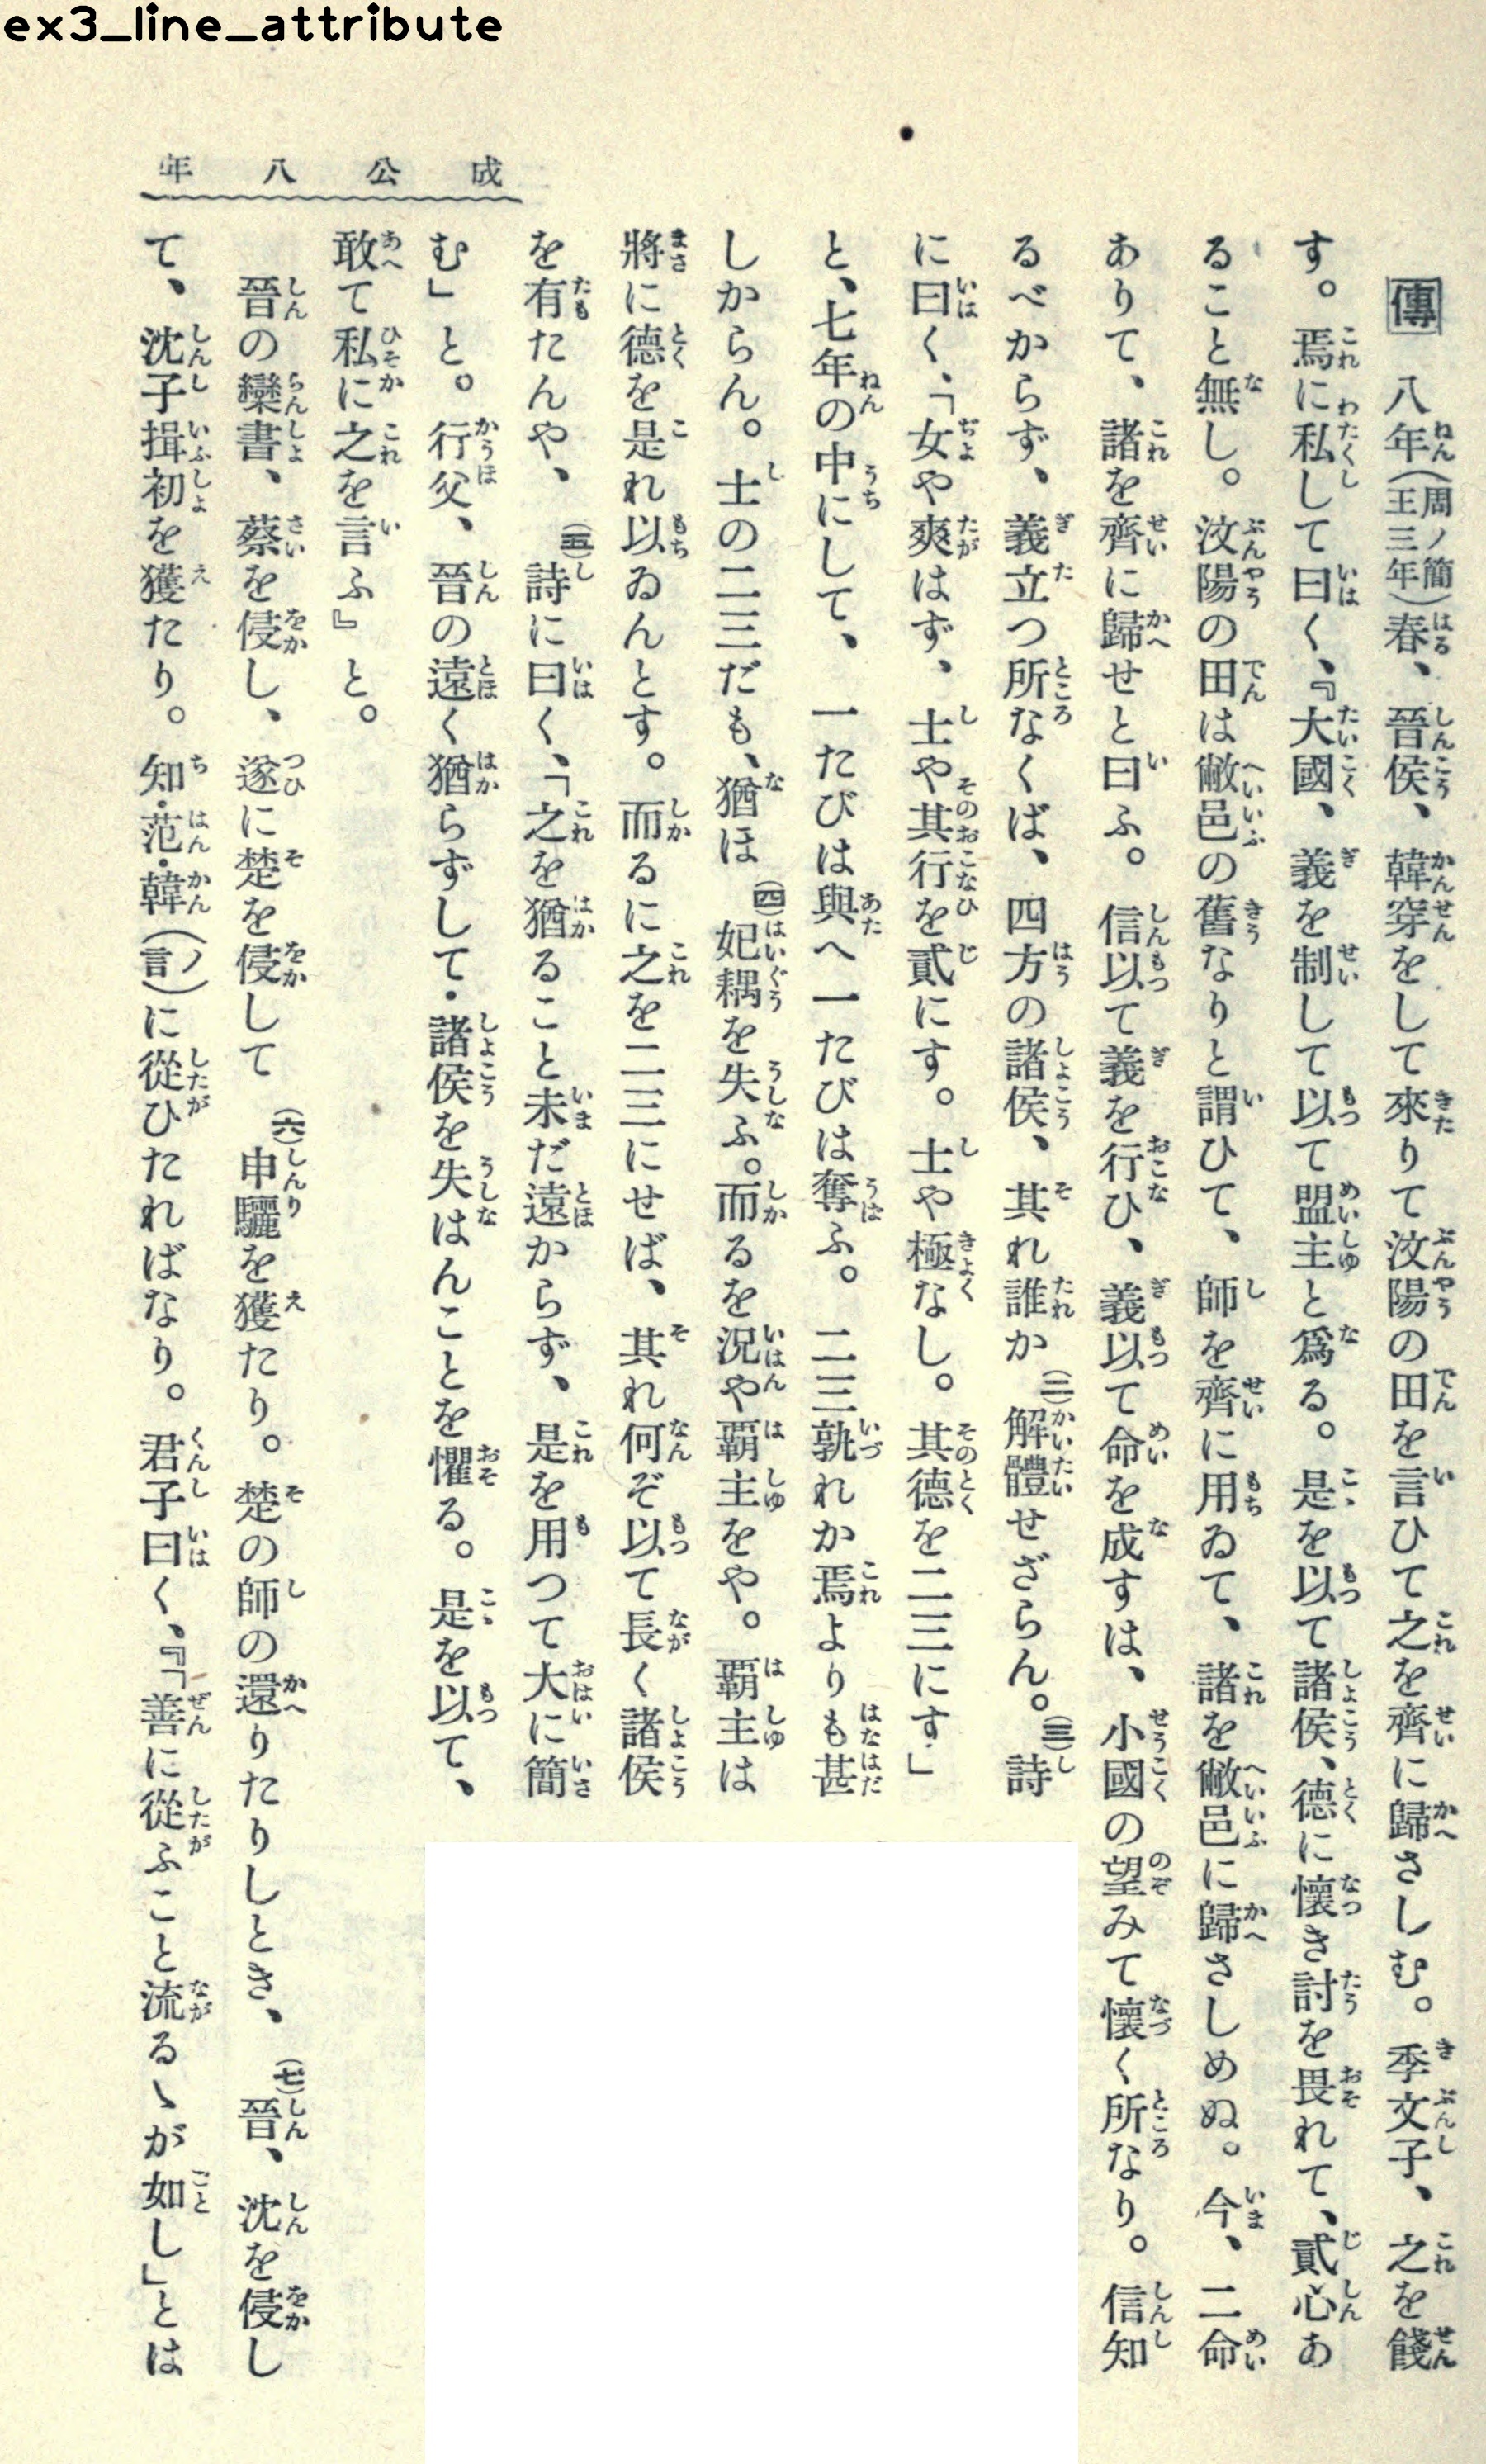 ex3_line_attribute
成公八年
傳 八年(周ノ簡王三年)春、晉侯、韓穿をして來りて汶陽の田を言ひて之を齊に歸さしむ。季文子、之を餞
す。焉に私して曰く、『大國、義を制して以て盟主と爲る。是を以て諸侯、德に懷き討を畏れて、貳心あ
ること無し。汶陽の田は敝邑の舊なりと謂ひて、師を齊に用ゐて、諸を敝邑に歸さしめぬ。今、二命
ありて、諸を齊に歸せと曰ふ。信以て義を行ひ、義以て命を成すは、小國の望みて懷く所なり。信知
るべからず、義立つ所なくば、四方の諸侯、其れ誰か(二)解體せざらん。(三)詩
に曰く、「女や爽はず、士や其行を貳にす。士や極なし。其德を二三にす」
と、七年の中にして、一たびは與へ一たびは奪ふ。二三孰れか焉よりも甚
しからん。士の二三だも、猶ほ(四)妃耦を失ふ。而るを況や霸主をや。霸主は
將に德を是れ以ゐんとす。而るに之を二三にせば、其れ何ぞ以て長く諸侯
を有たんや、(五)詩に曰く、「之を猶ること未だ遠からず、是を用つて大に簡
む」と。行父、晉の遠く猶らずして・諸侯を失はんことを懼る。是を以て、
敢て私に之を言ふ』と。
晉の欒書、蔡を侵し、遂に楚を侵して(六)申驪を獲たり。楚の師の還りたりしとき、(七)晉、沈を侵し
て、沈子揖初を獲たり。知・范・韓(ノ言)に從ひたればなり。君子曰く、『「善に從ふこと流るゝが如し」とは